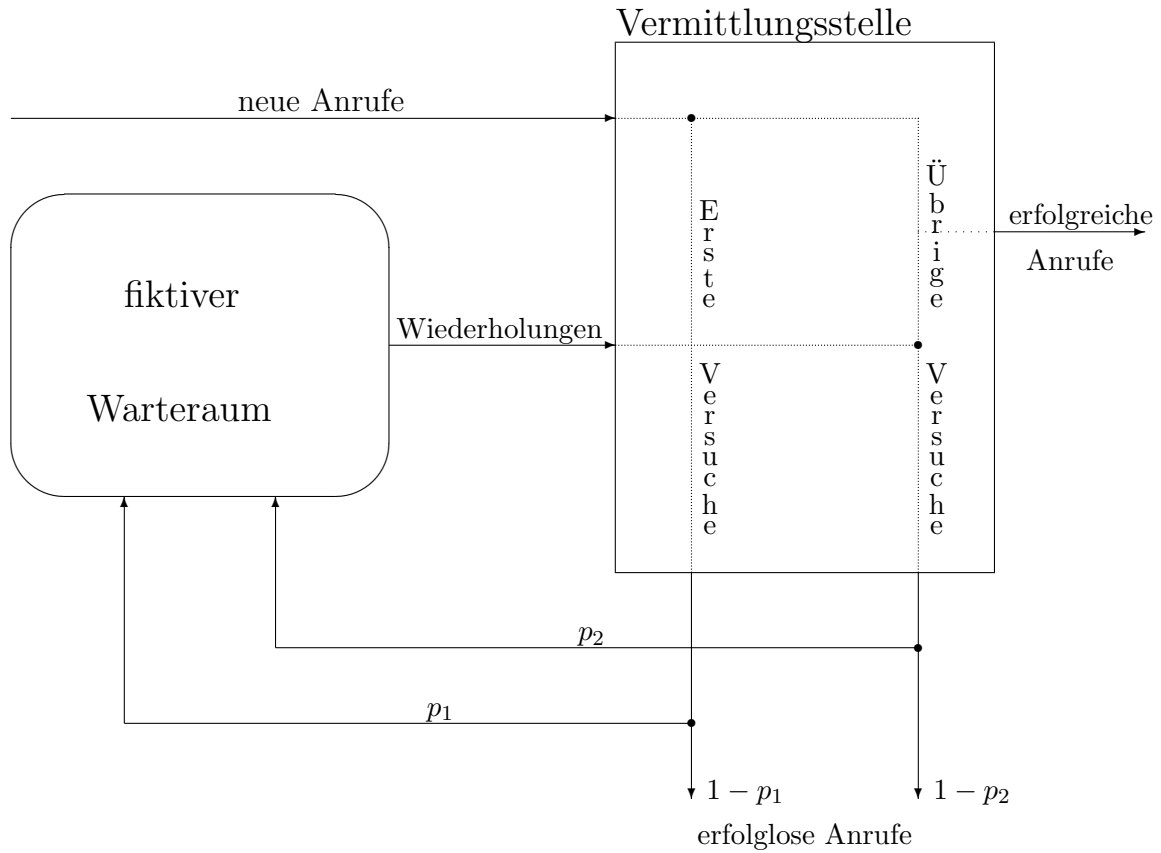 Vermittlungsstelle
neue Anrufe
Erste
Übrige
erfolgreiche
Anrufe
fiktiver
Wiederholungen
Versuche
Versuche
Warteraum
p₂
p₁
1 − p₁
1 − p₂
erfolglose Anrufe